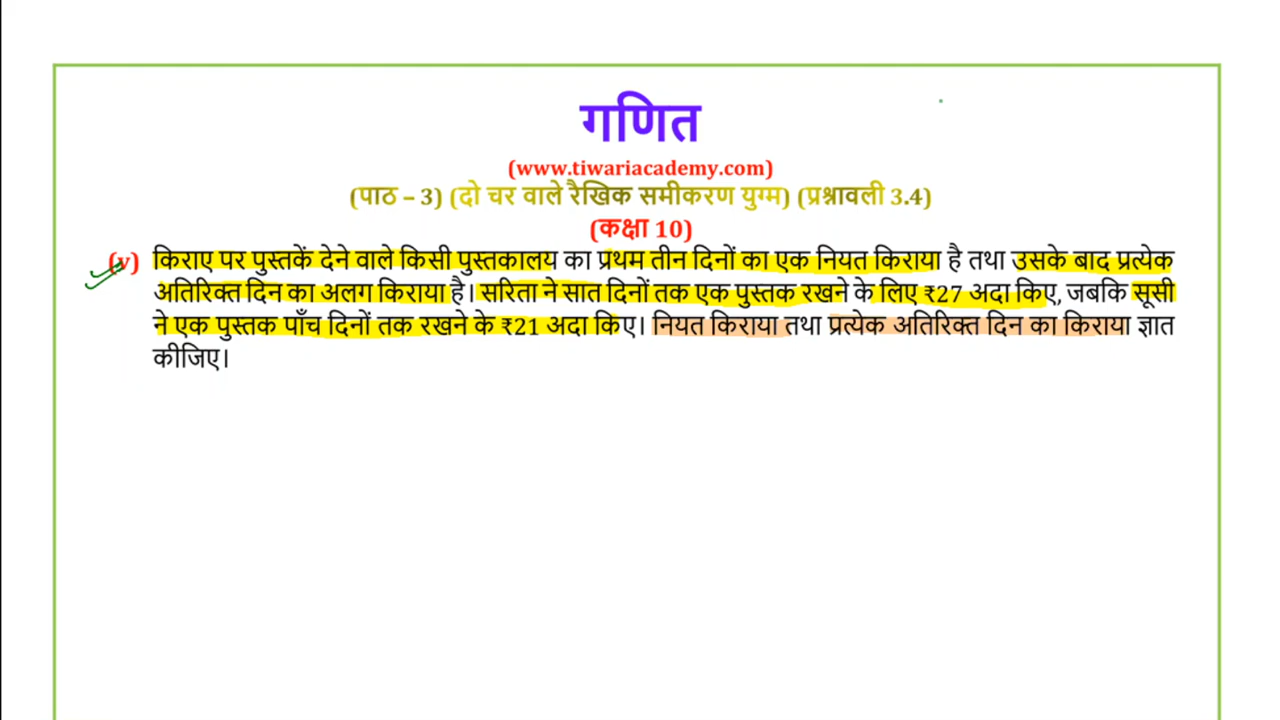 गणित
(www.tiwariacademy.com)
(पाठ – 3) (दो चर वाले रैखिक समीकरण युग्म) (प्रश्नावली 3.4)
(कक्षा 10)
(v) किराए पर पुस्तकें देने वाले किसी पुस्तकालय का प्रथम तीन दिनों का एक नियत किराया है तथा उसके बाद प्रत्येक
अतिरिक्त दिन का अलग किराया है। सरिता ने सात दिनों तक एक पुस्तक रखने के लिए ₹27 अदा किए, जबकि सूसी
ने एक पुस्तक पाँच दिनों तक रखने के ₹21 अदा किए। नियत किराया तथा प्रत्येक अतिरिक्त दिन का किराया ज्ञात
कीजिए।